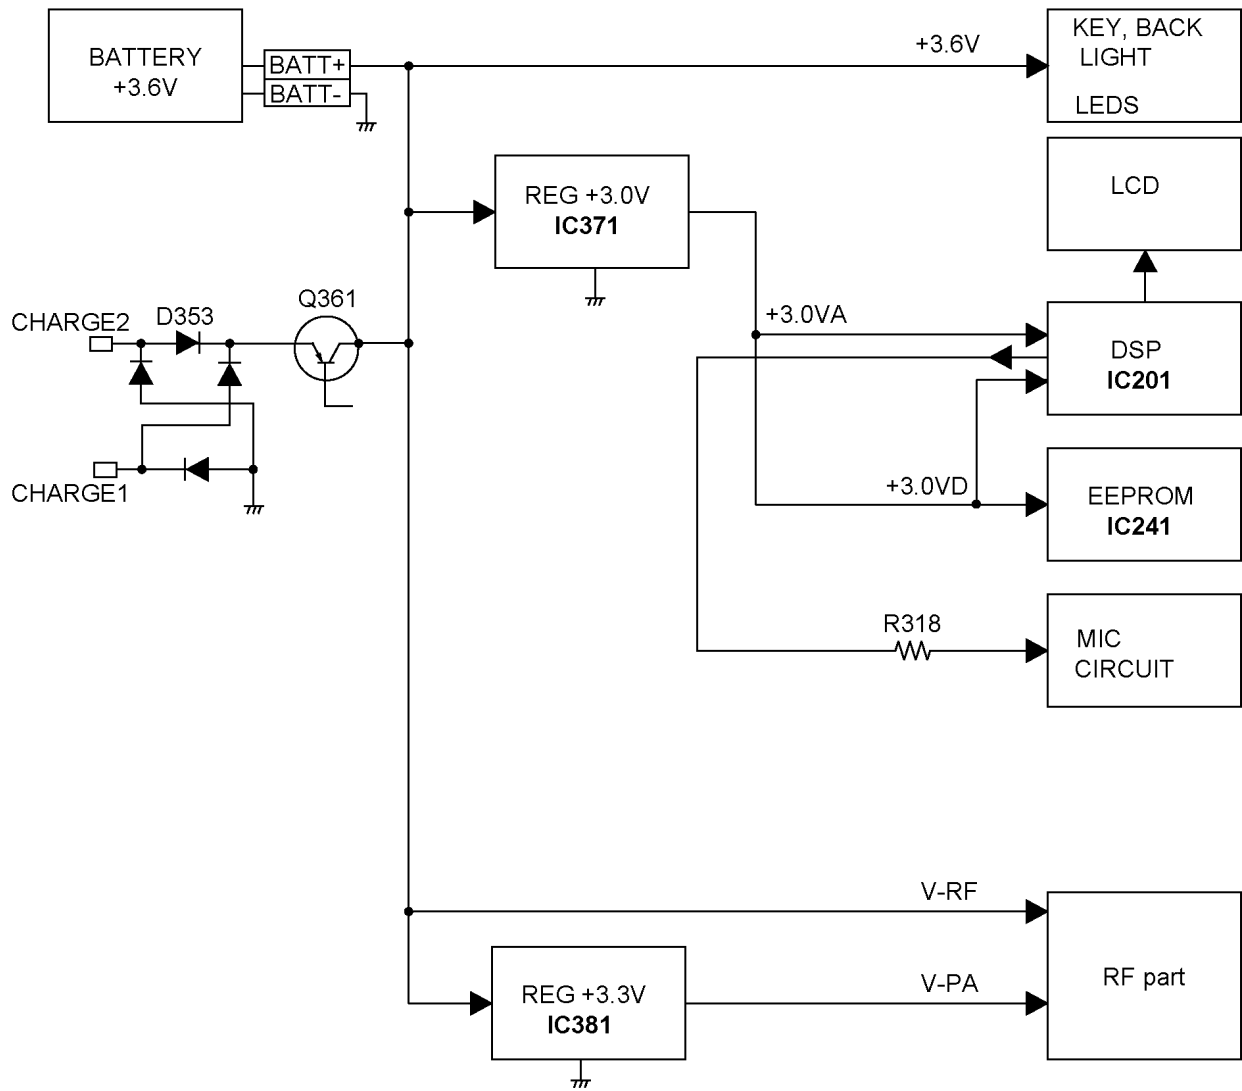 BATTERY
+3.6V
BATT+
BATT-
+3.6V
KEY, BACK
LIGHT
LEDS
LCD
REG +3.0V
IC371
CHARGE2
D353
Q361
CHARGE1
+3.0VA
DSP
IC201
+3.0VD
EEPROM
IC241
R318
MIC
CIRCUIT
V-RF
REG +3.3V
IC381
V-PA
RF part